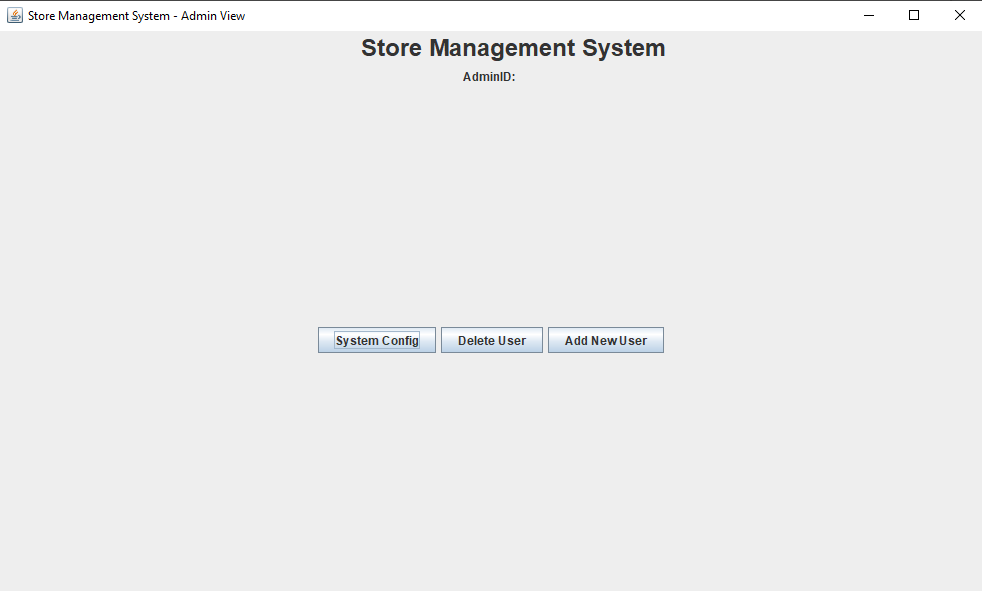 Store Management System - Admin View
Store Management System
AdminID:
System Config Delete User Add New User